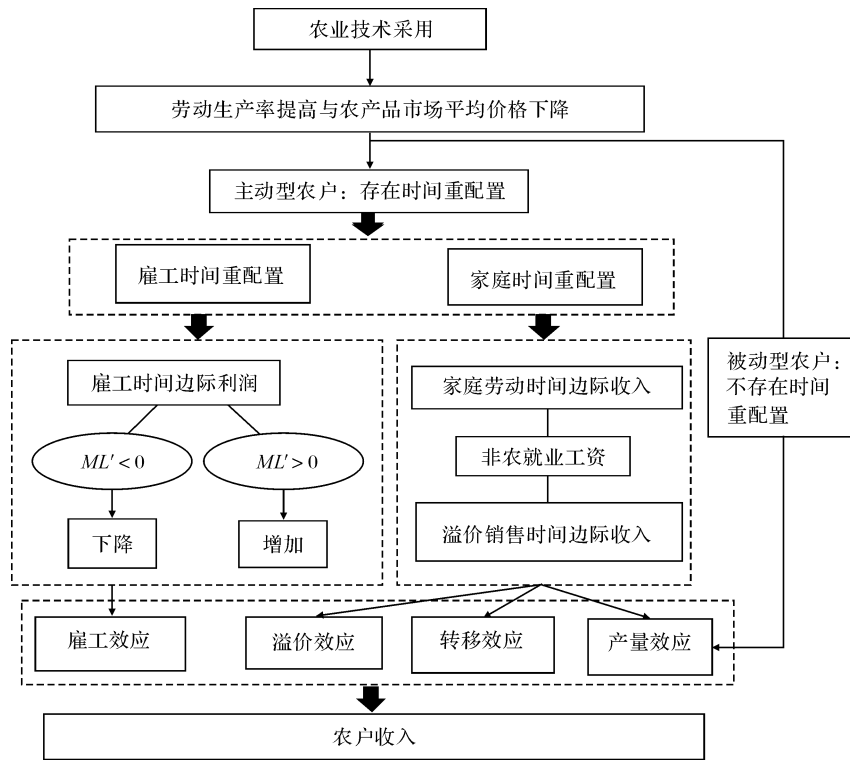 农业技术采用
劳动生产率提高与农产品市场平均价格下降
主动型农户：存在时间重配置
雇工时间重配置
家庭时间重配置
被动型农户：
不存在时间
重配置
雇工时间边际利润
ML′<0
ML′>0
下降
增加
家庭劳动时间边际收入
非农就业工资
溢价销售时间边际收入
雇工效应
溢价效应
转移效应
产量效应
农户收入